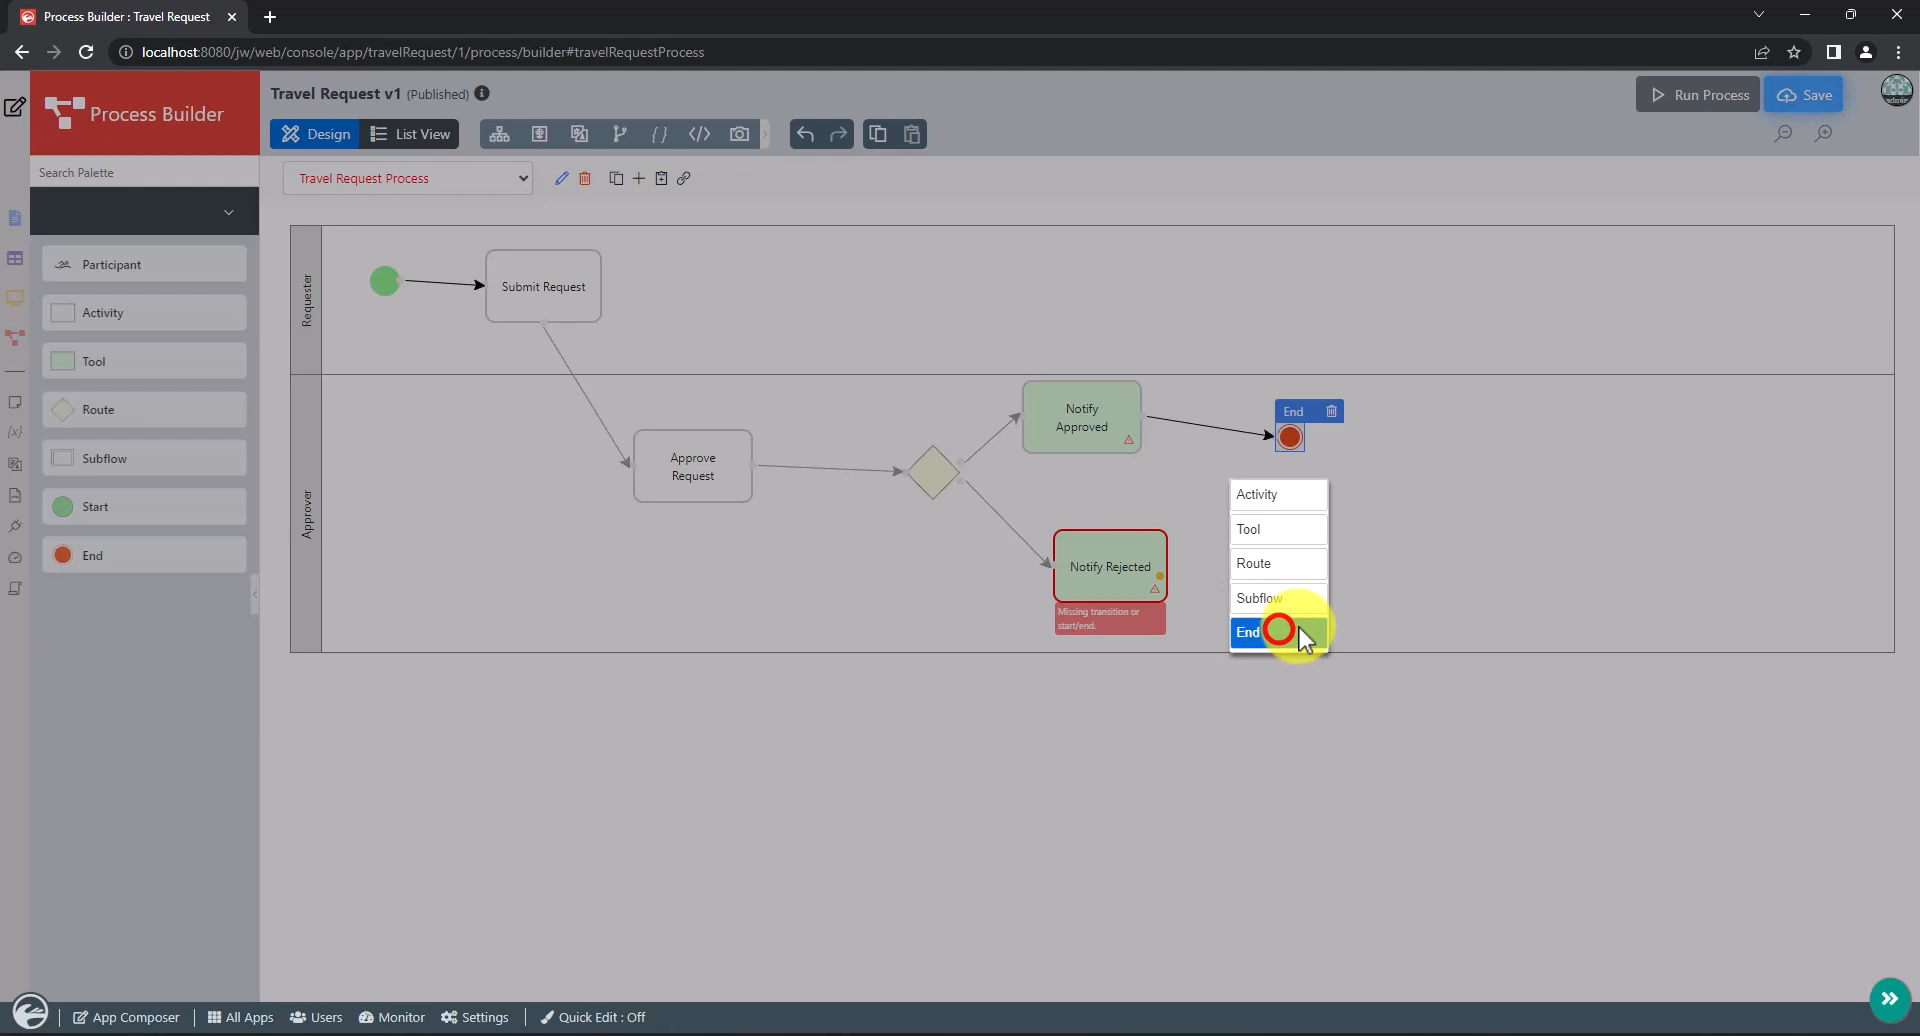 Process Builder : Travel Request
localhost:8080/jw/web/console/app/travelRequest/1/process/builder#travelRequestProcess
Process Builder
Travel Request v1 (Published)
Run Process
Save
Design
List View
{ }
</>
Search Palette
Travel Request Process
Participant
Activity
Tool
Route
Subflow
Start
End
Requester
Submit Request
Approver
Approve
Request
Notify
Approved
End
Notify Rejected
Missing transition or
start/end.
Activity
Tool
Route
Subflow
End
App Composer
All Apps
Users
Monitor
Settings
Quick Edit : Off